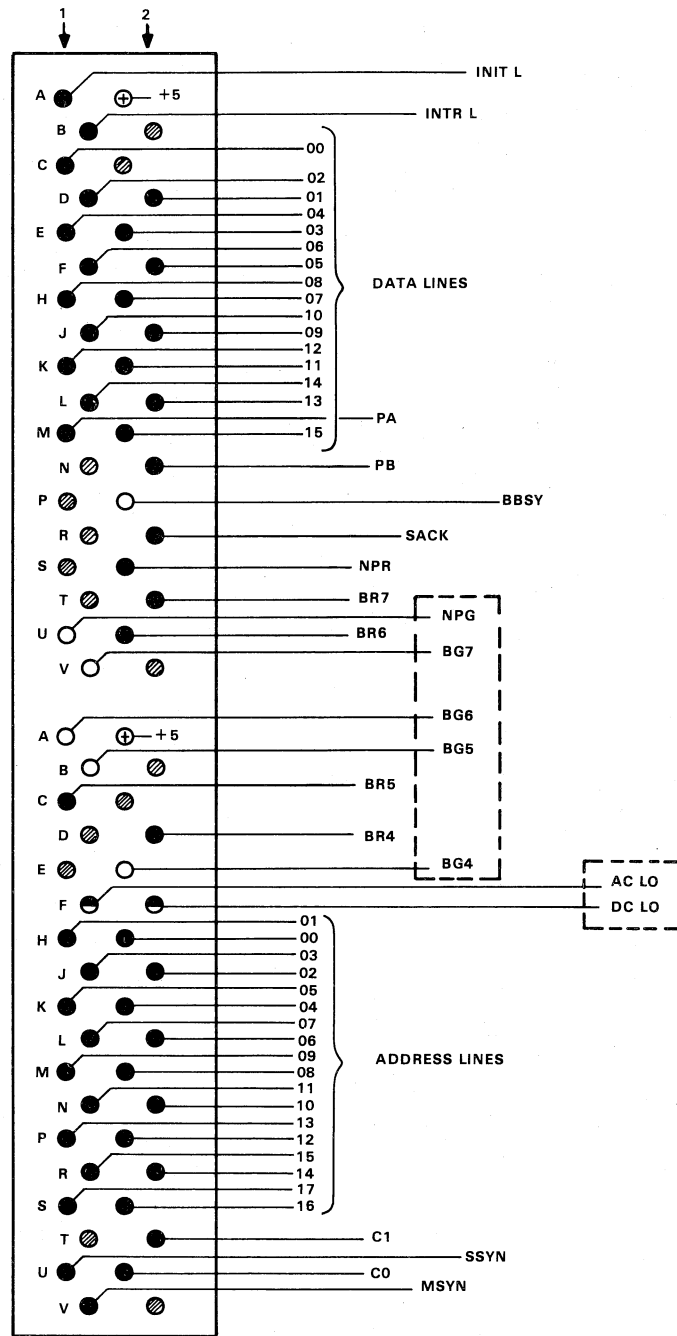 1 2
INIT L
A +5
INTR L
B
00
C
02
D 01
04
E 03
06
F 05
08
DATA LINES
H 07
10
J 09
12
K 11
14
L 13
PA
M 15
N PB
P BBSY
R SACK
S NPR
T BR7
NPG
U BR6
V BG7
BG6
A +5
BG5
B
BR5
C
D BR4
E BG4
AC LO
F DC LO
01
H 00
03
J 02
05
K 04
07
L 06
09
ADDRESS LINES
M 08
11
N 10
13
P 12
15
R 14
17
S 16
T C1
SSYN
U C0
MSYN
V